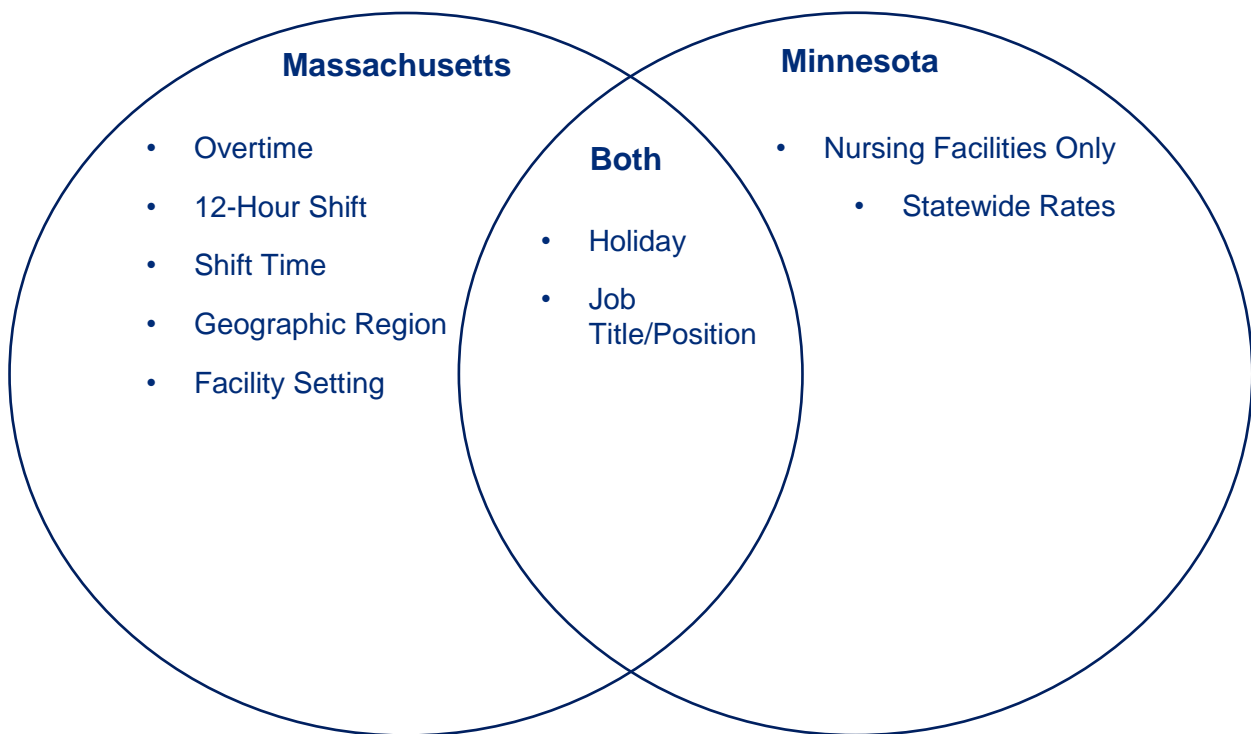 Massachusetts
• Overtime
• 12-Hour Shift
• Shift Time
• Geographic Region
• Facility Setting
Both
• Holiday
• Job
Title/Position
Minnesota
• Nursing Facilities Only
• Statewide Rates